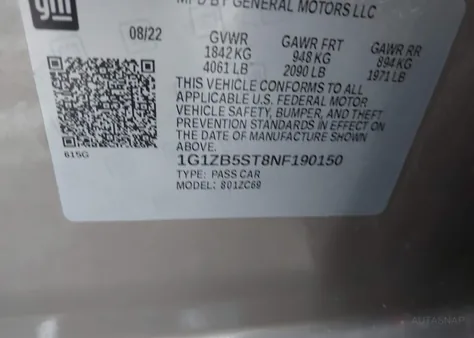 gm
MFD BY GENERAL MOTORS LLC
08/22 GVWR GAWR FRT GAWR RR
1842 KG 948 KG 894 KG
4061 LB 2090 LB 1971 LB
THIS VEHICLE CONFORMS TO ALL
APPLICABLE U.S. FEDERAL MOTOR
VEHICLE SAFETY, BUMPER, AND THEFT
PREVENTION STANDARDS IN EFFECT ON
THE DATE OF MANUFACTURE SHOWN
ABOVE.
615G
1G1ZB5ST8NF190150
TYPE: PASS CAR
MODEL: 801ZC69
AUTASNAP